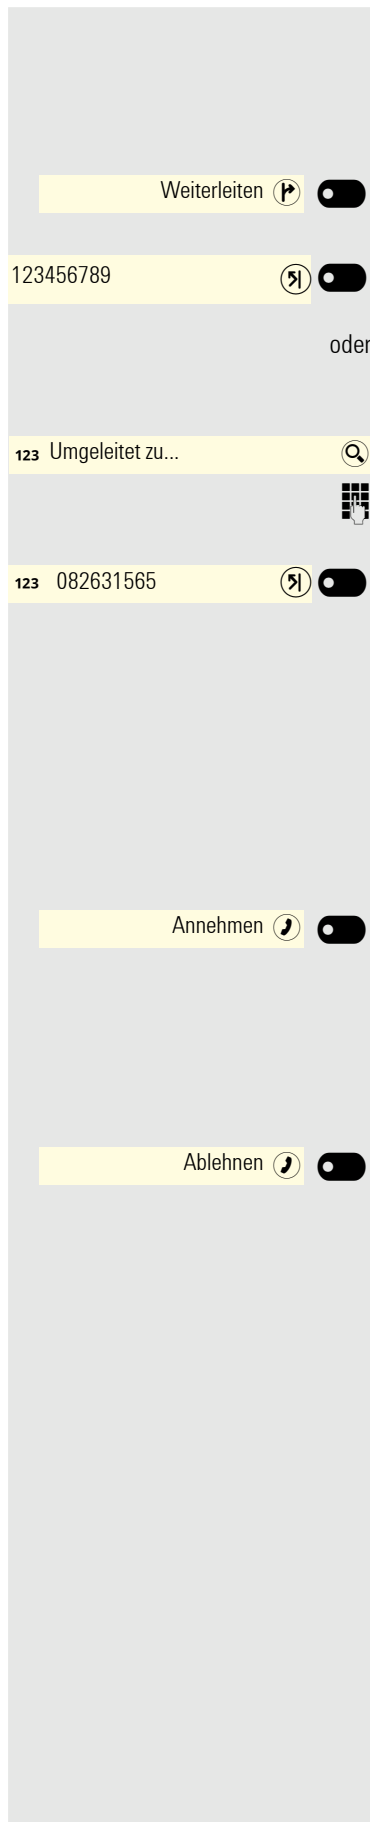 Weiterleiten
123456789
oder
123 Umgeleitet zu...
123 082631565
Annehmen
Ablehnen